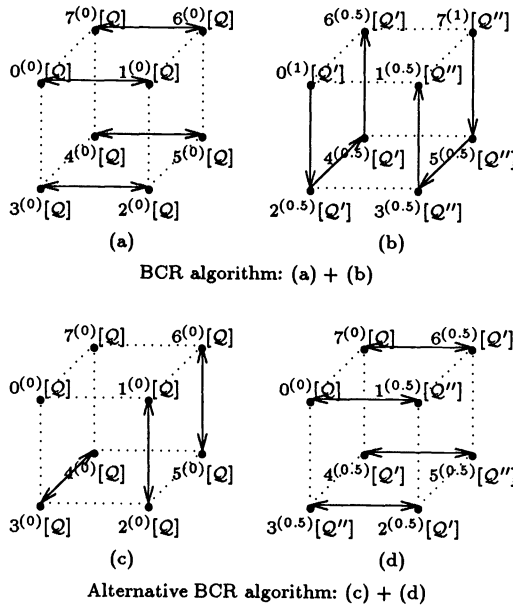 7^(0)[Q] 6^(0)[Q] 6^(0.5)[Q′] 7^(1)[Q″]
0^(0)[Q] 1^(0)[Q] 0^(1)[Q′] 1^(0.5)[Q″]
4^(0)[Q] 5^(0)[Q] 4^(0.5)[Q′] 5^(0.5)[Q″]
3^(0)[Q] 2^(0)[Q] 2^(0.5)[Q′] 3^(0.5)[Q″]
(a) (b)
BCR algorithm: (a) + (b)
7^(0)[Q] 6^(0)[Q] 7^(0)[Q] 6^(0.5)[Q′]
0^(0)[Q] 1^(0)[Q] 0^(0)[Q] 1^(0.5)[Q″]
4^(0)[Q] 5^(0)[Q] 4^(0.5)[Q′] 5^(0.5)[Q″]
3^(0)[Q] 2^(0)[Q] 3^(0.5)[Q″] 2^(0.5)[Q′]
(c) (d)
Alternative BCR algorithm: (c) + (d)